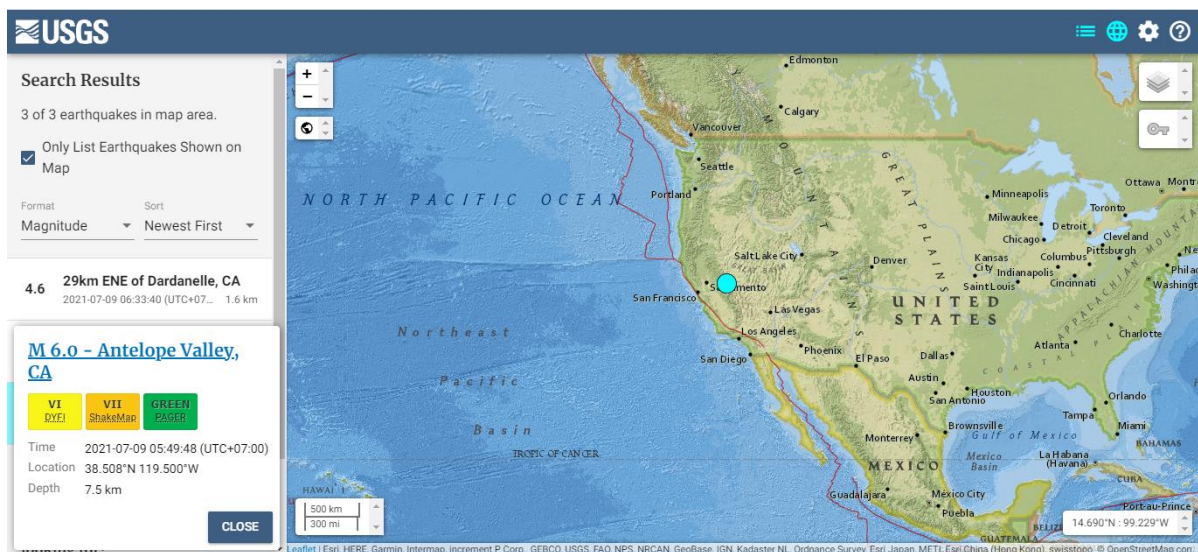 USGS
Search Results
3 of 3 earthquakes in map area.
Only List Earthquakes Shown on
Map
Format
Sort
Magnitude
Newest First
4.6
29km ENE of Dardanelle, CA
2021-07-09 06:33:40 (UTC+07...
1.6 km
M 6.0 - Antelope Valley,
CA
VI
DYFI
VII
ShakeMap
GREEN
PAGER
Time 2021-07-09 05:49:48 (UTC+07:00)
Location 38.508°N 119.500°W
Depth 7.5 km
CLOSE
+
−
Edmonton
Calgary
Vancouver
Seattle
Portland
NORTH PACIFIC OCEAN
GREAT PLAINS
Minneapolis
Ottawa
Montr
Milwaukee
Toronto
Detroit
Chicago
Cleveland
Pittsburgh
Salt Lake City
GREAT BASIN
Denver
Kansas
City
Columbus
Indianapolis
Cincinnati
Saint Louis
Washingt
San Francisco
UNITED
STATES
APPALACHIAN
Las Vegas
Los Angeles
Charlotte
Northeast
Pacific
Basin
San Diego
Phoenix
El Paso
Dallas
Atlanta
COASTAL PLAIN
Austin
San Antonio
Houston
Orlando
Tampa
Miami
Brownsville
Gulf of Mexico
Monterrey
BAHAMAS
TROPIC OF CANCER
MEXICO
Mexico
Basin
La Habana
(Havana)
CUBA
HAWAI I
Guadalajara
Mexico City
Puebla
Port-au-Prince
GUATEMALA
500 km
300 mi
14.690°N : 99.229°W
Leaflet | Esri, HERE, Garmin, Intermap, increment P Corp., GEBCO, USGS, FAO, NPS, NRCAN, GeoBase, IGN, Kadaster NL, Ordnance Survey, Esri Japan, METI, Esri China (Hong Kong), swisstopo, © OpenStreetMap